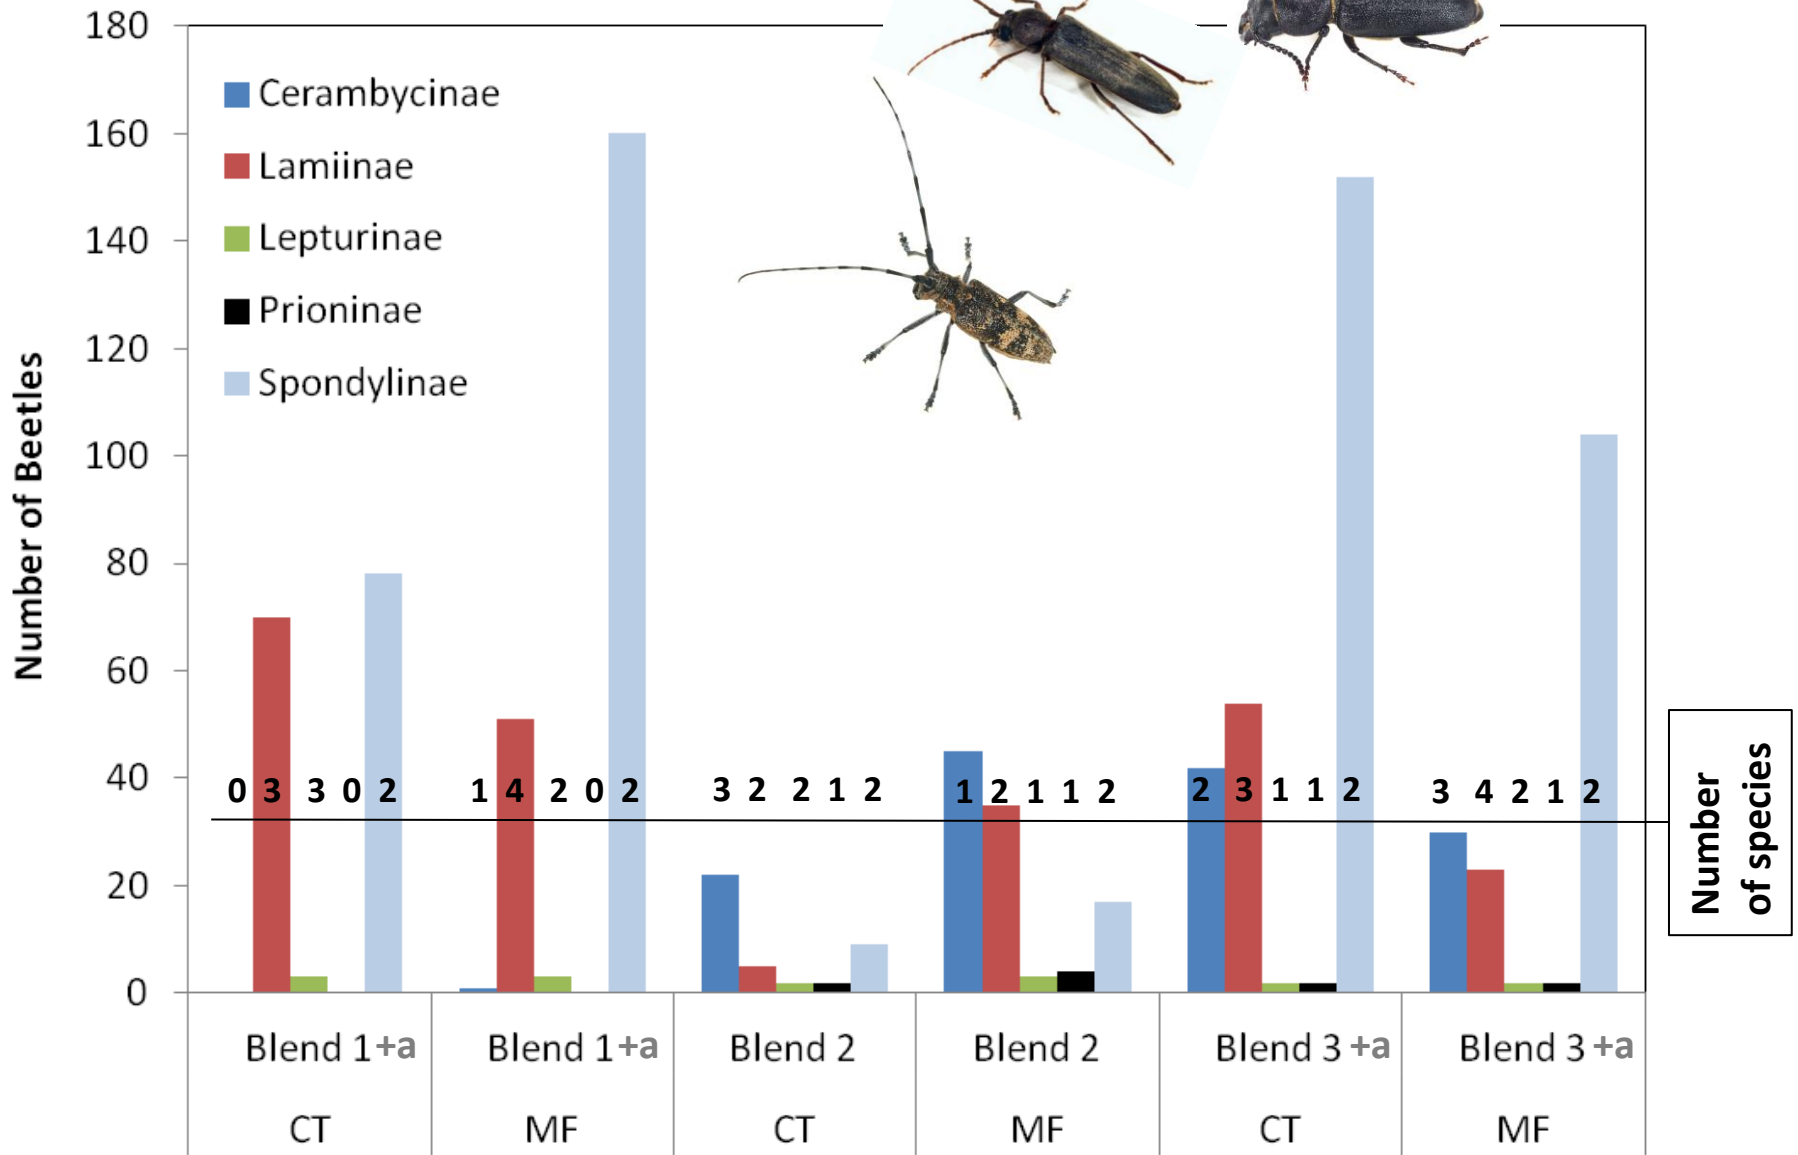 180
160
140
120
100
80
60
40
20
0
Number of Beetles
Cerambycinae
Lamiinae
Lepturinae
Prioninae
Spondylinae
0 3 3 0 2 1 4 2 0 2 3 2 2 1 2 1 2 1 1 2 2 3 1 1 2 3 4 2 1 2
Number
of species
Blend 1+a Blend 1+a Blend 2 Blend 2 Blend 3 +a Blend 3 +a
CT MF CT MF CT MF